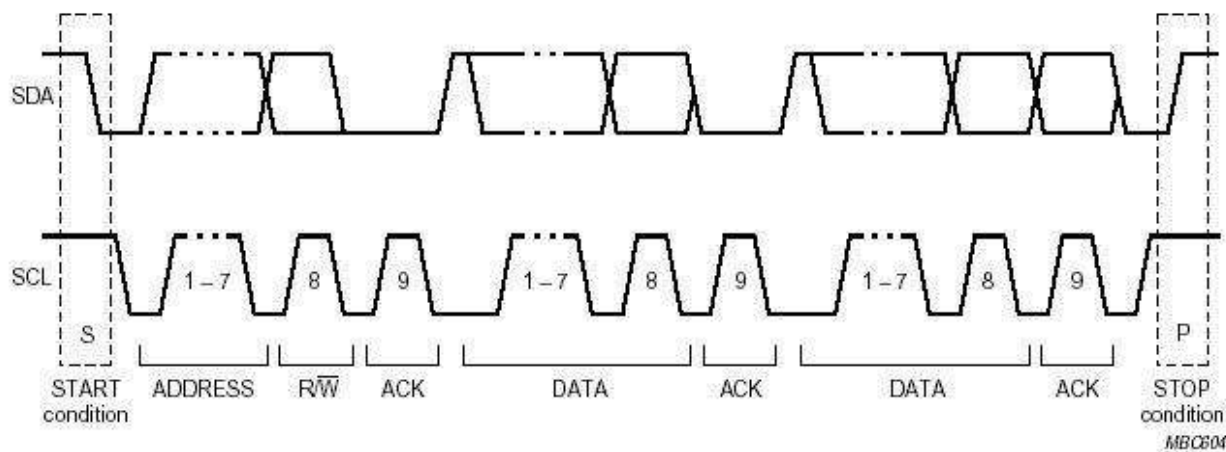 SDA
SCL
1 – 7 8 9 1 – 7 8 9 1 – 7 8 9
S P
START condition ADDRESS R/W̅ ACK DATA ACK DATA ACK STOP condition
MBC604